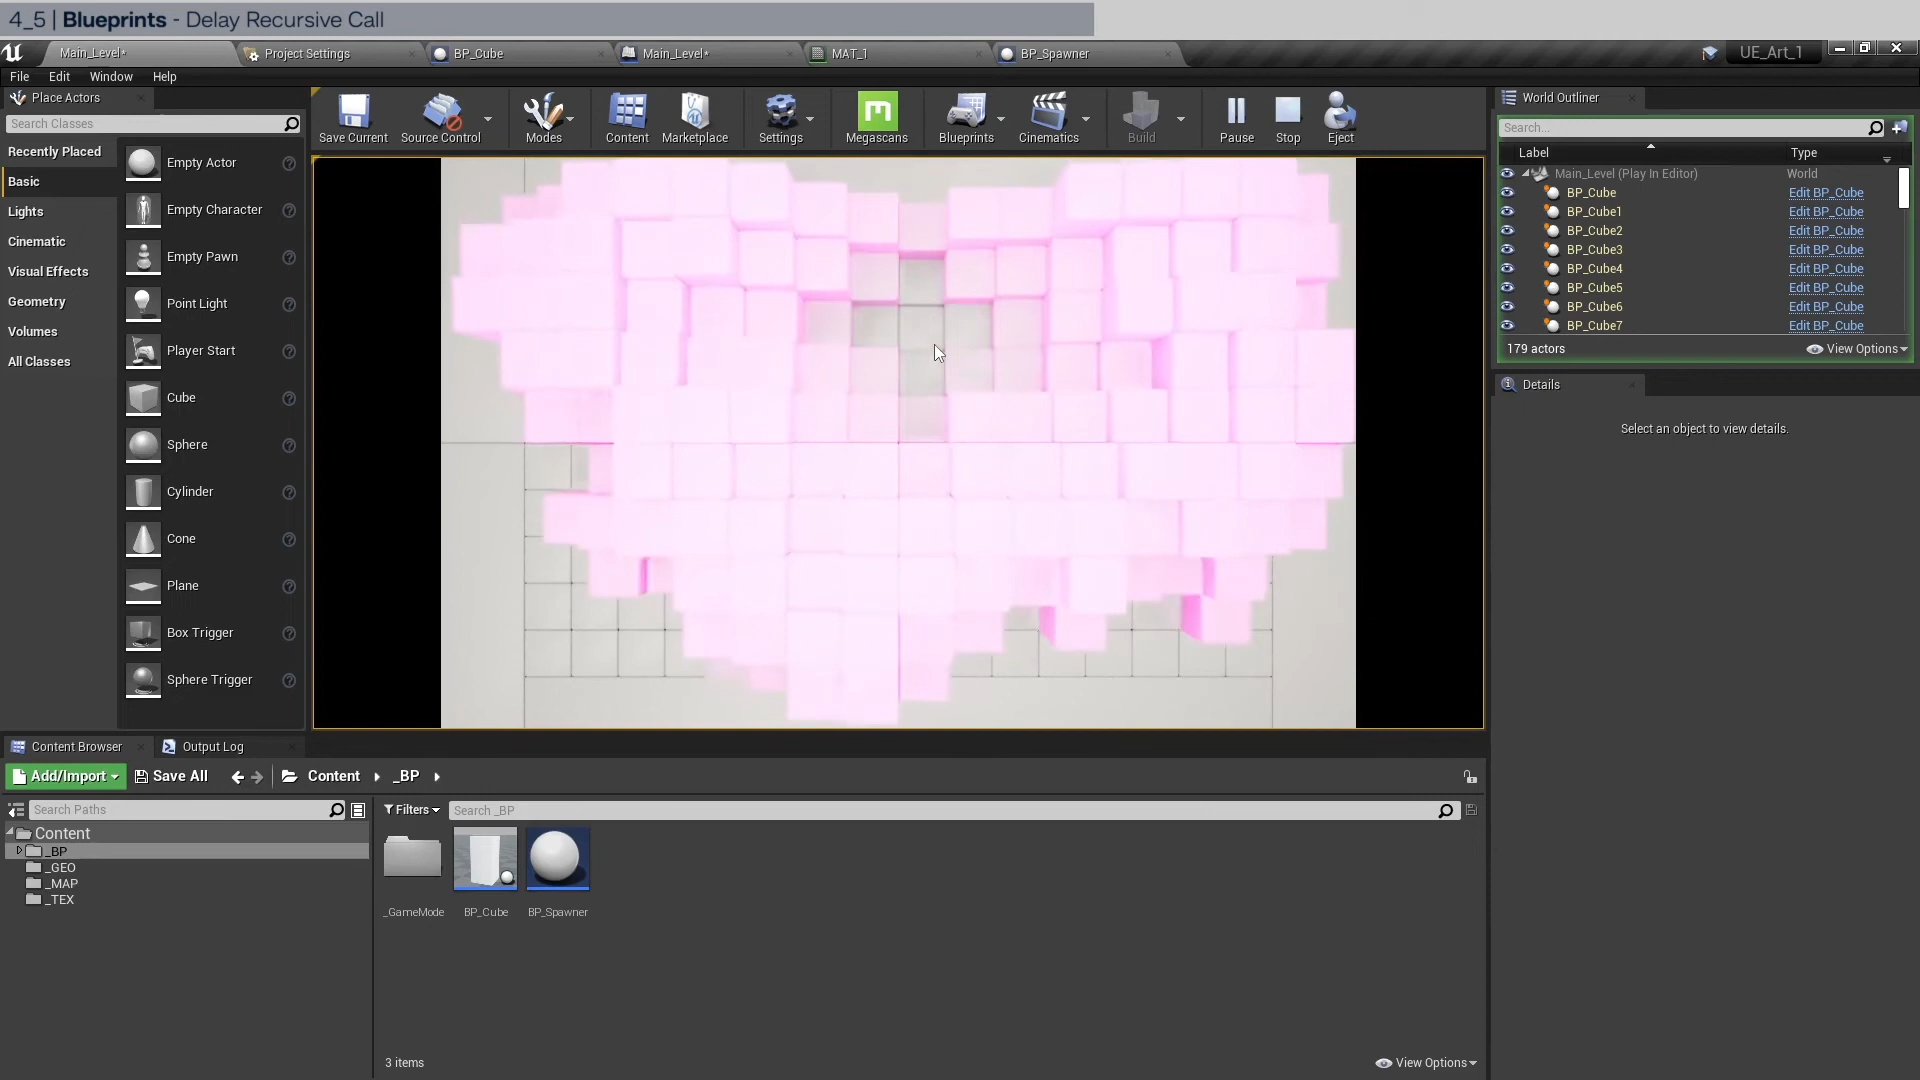 4_5 | Blueprints - Delay Recursive Call
Main_Level*
Project Settings
BP_Cube
Main_Level*
MAT_1
BP_Spawner
UE_Art_1
File Edit Window Help
Place Actors
Search Classes
Recently Placed
Basic
Lights
Cinematic
Visual Effects
Geometry
Volumes
All Classes
Empty Actor
Empty Character
Empty Pawn
Point Light
Player Start
Cube
Sphere
Cylinder
Cone
Plane
Box Trigger
Sphere Trigger
Save Current
Source Control
Modes
Content
Marketplace
Settings
Megascans
Blueprints
Cinematics
Build
Pause
Stop
Eject
World Outliner
Search...
Label Type
Main_Level (Play In Editor) World
BP_Cube Edit BP_Cube
BP_Cube1 Edit BP_Cube
BP_Cube2 Edit BP_Cube
BP_Cube3 Edit BP_Cube
BP_Cube4 Edit BP_Cube
BP_Cube5 Edit BP_Cube
BP_Cube6 Edit BP_Cube
BP_Cube7 Edit BP_Cube
179 actors View Options
Details
Select an object to view details.
Content Browser
Output Log
Add/Import Save All Content _BP
Search Paths
Content
_BP
_GEO
_MAP
_TEX
Filters Search _BP
_GameMode BP_Cube BP_Spawner
3 items View Options